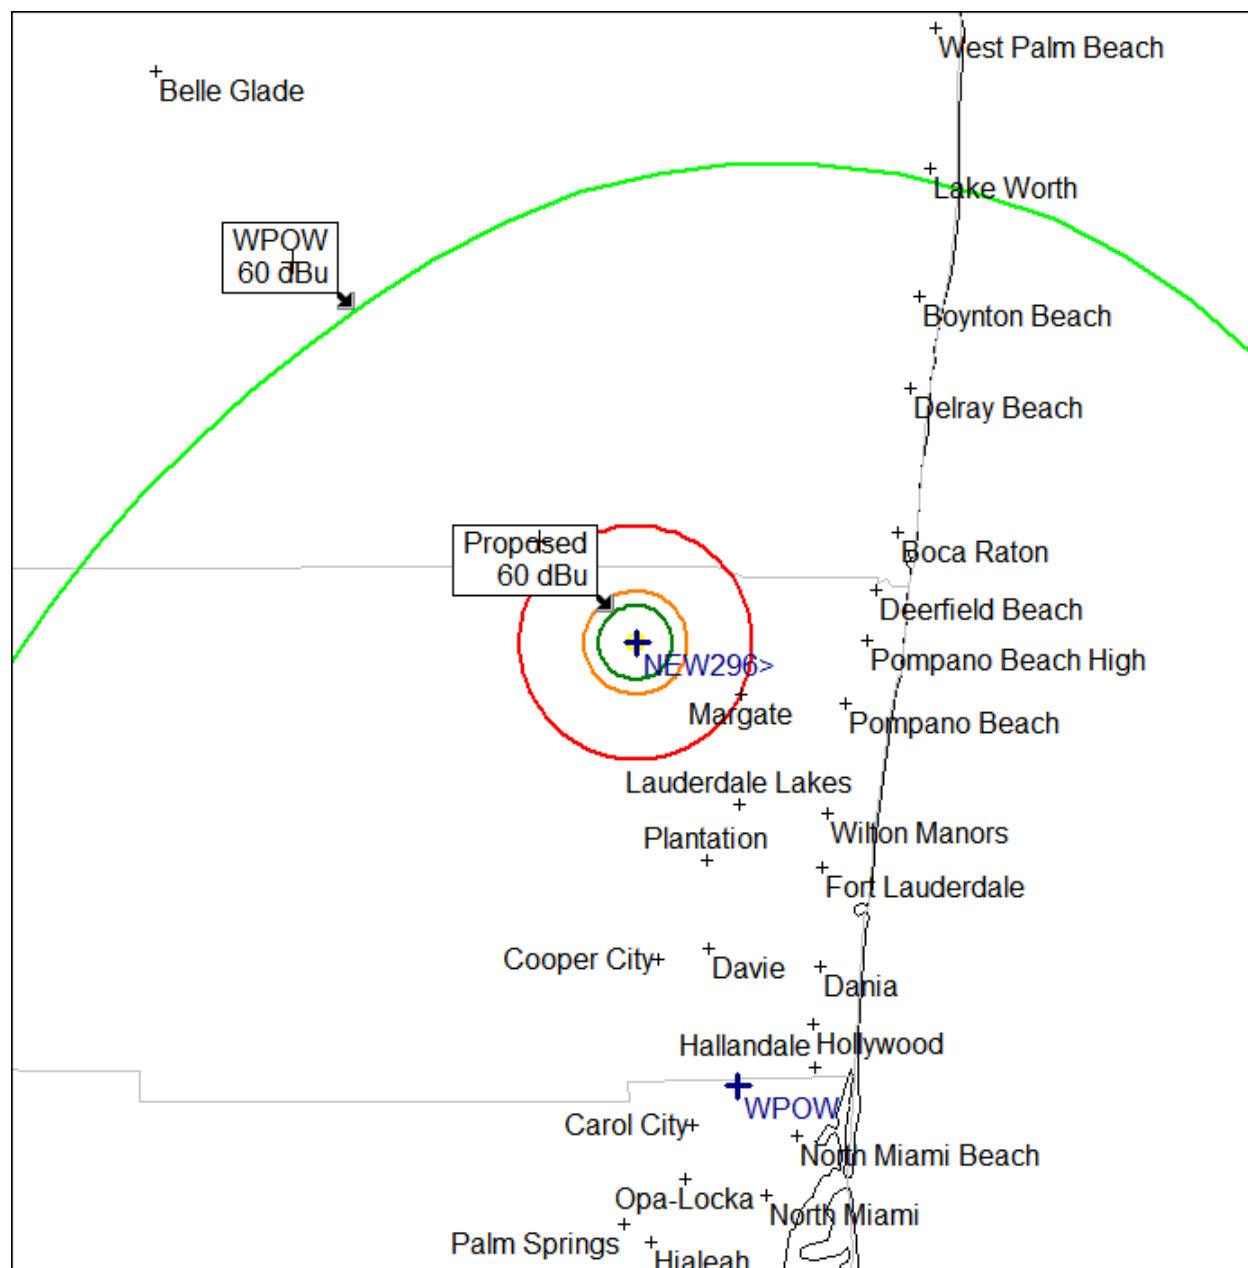 West Palm Beach
Belle Glade
Lake Worth
WPOW
60 dBu
Boynton Beach
Delray Beach
Proposed
60 dBu
Boca Raton
Deerfield Beach
NEW296>
Pompano Beach High
Margate
Pompano Beach
Lauderdale Lakes
Plantation
Wilton Manors
Fort Lauderdale
Cooper City
Davie
Dania
Hallandale
Hollywood
WPOW
Carol City
North Miami Beach
Opa-Locka
North Miami
Palm Springs
Hialeah